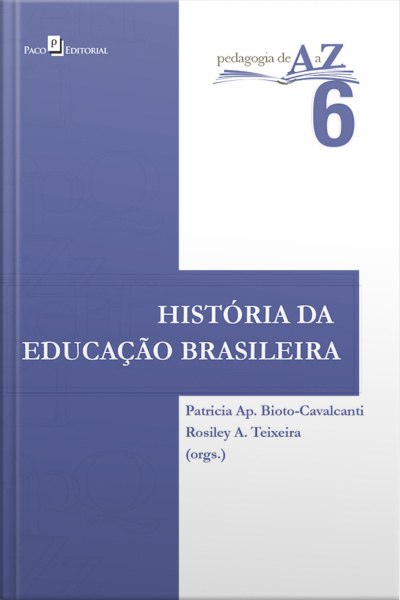 PACO EDITORIAL
P
pedagogia de A a Z
6
HISTÓRIA DA
EDUCAÇÃO BRASILEIRA
Patricia Ap. Bioto-Cavalcanti
Rosiley A. Teixeira
(orgs.)